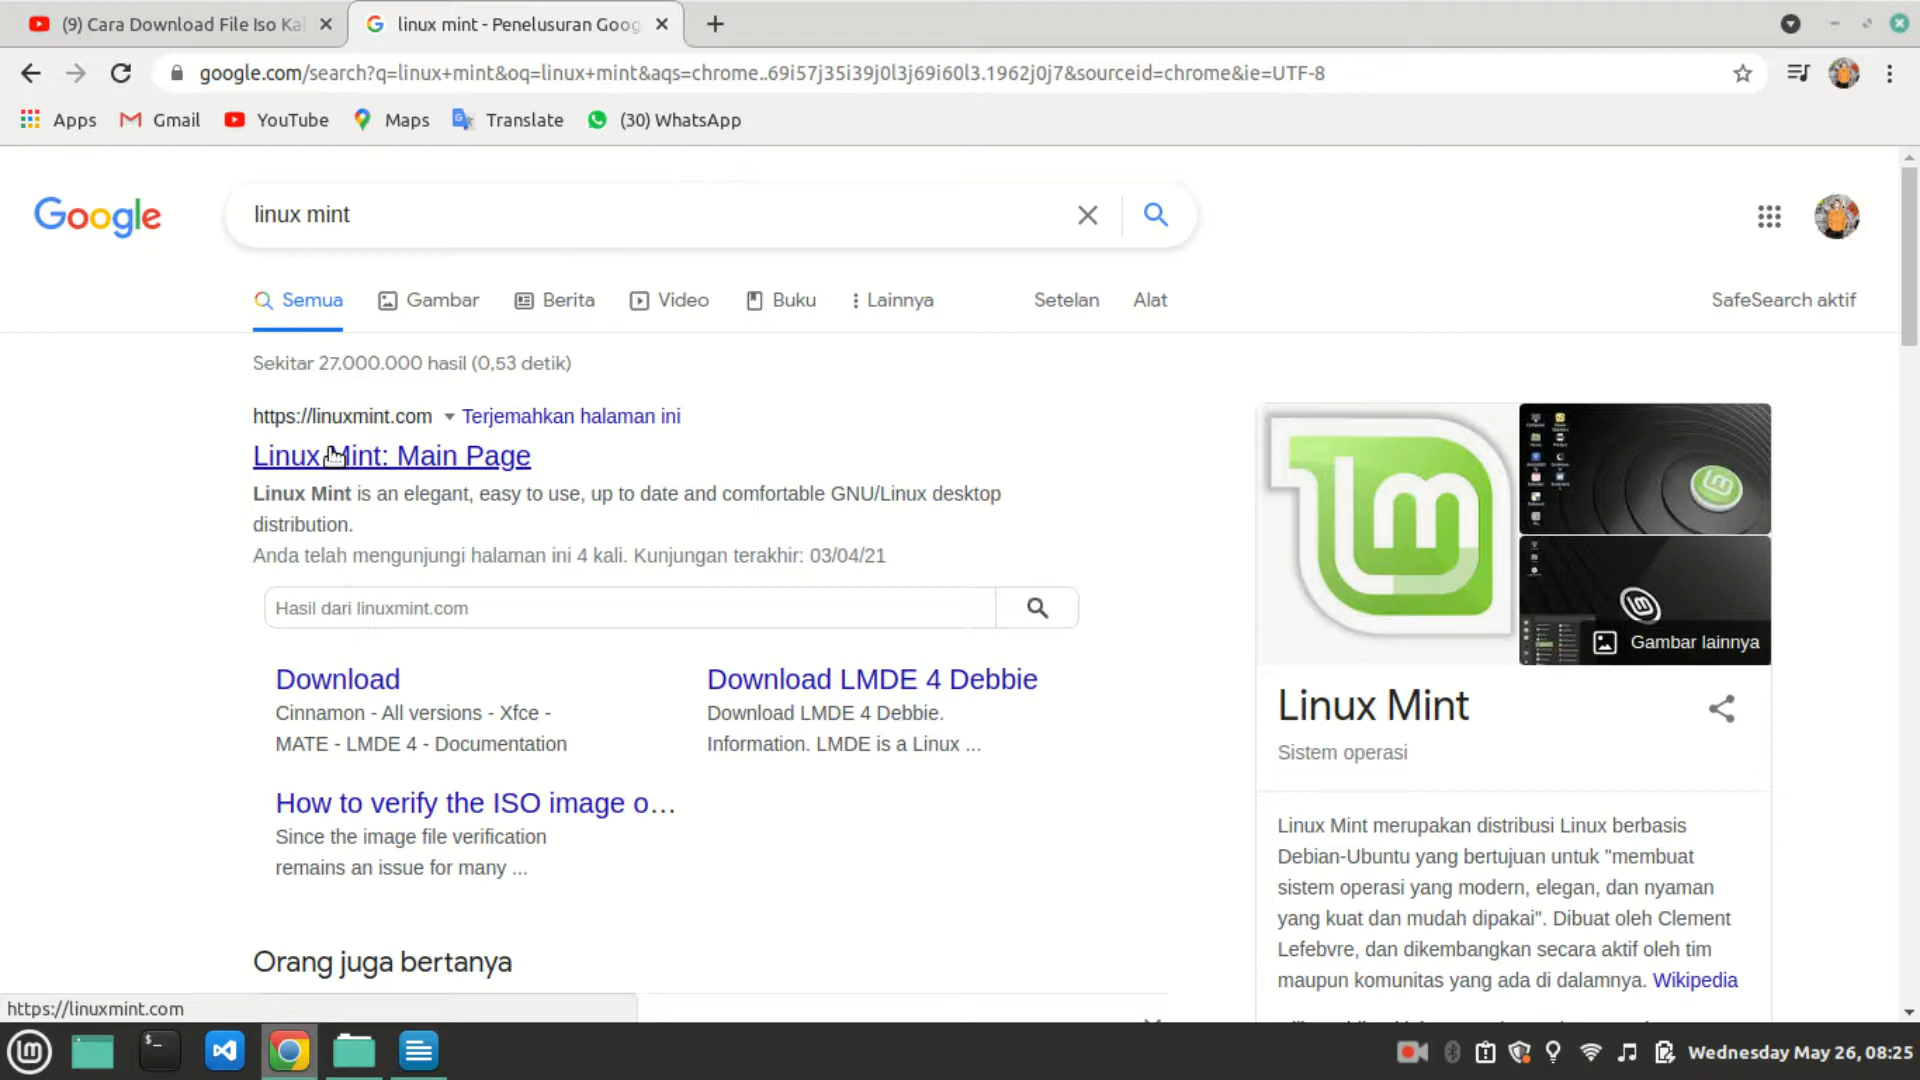 (9) Cara Download File Iso Kal
linux mint - Penelusuran Goog
google.com/search?q=linux+mint&oq=linux+mint&aqs=chrome..69i57j35i39j0l3j69i60l3.1962j0j7&sourceid=chrome&ie=UTF-8
Apps
Gmail
YouTube
Maps
Translate
(30) WhatsApp
Google
linux mint
Semua
Gambar
Berita
Video
Buku
Lainnya
Setelan
Alat
SafeSearch aktif
Sekitar 27.000.000 hasil (0,53 detik)
https://linuxmint.com
Terjemahkan halaman ini
Linux Mint: Main Page
Linux Mint is an elegant, easy to use, up to date and comfortable GNU/Linux desktop
distribution.
Anda telah mengunjungi halaman ini 4 kali. Kunjungan terakhir: 03/04/21
Hasil dari linuxmint.com
Download
Cinnamon - All versions - Xfce -
MATE - LMDE 4 - Documentation
Download LMDE 4 Debbie
Download LMDE 4 Debbie.
Information. LMDE is a Linux ...
How to verify the ISO image o...
Since the image file verification
remains an issue for many ...
Orang juga bertanya
Gambar lainnya
Linux Mint
Sistem operasi
Linux Mint merupakan distribusi Linux berbasis
Debian-Ubuntu yang bertujuan untuk "membuat
sistem operasi yang modern, elegan, dan nyaman
yang kuat dan mudah dipakai". Dibuat oleh Clement
Lefebvre, dan dikembangkan secara aktif oleh tim
maupun komunitas yang ada di dalamnya. Wikipedia
https://linuxmint.com
Wednesday May 26, 08:25